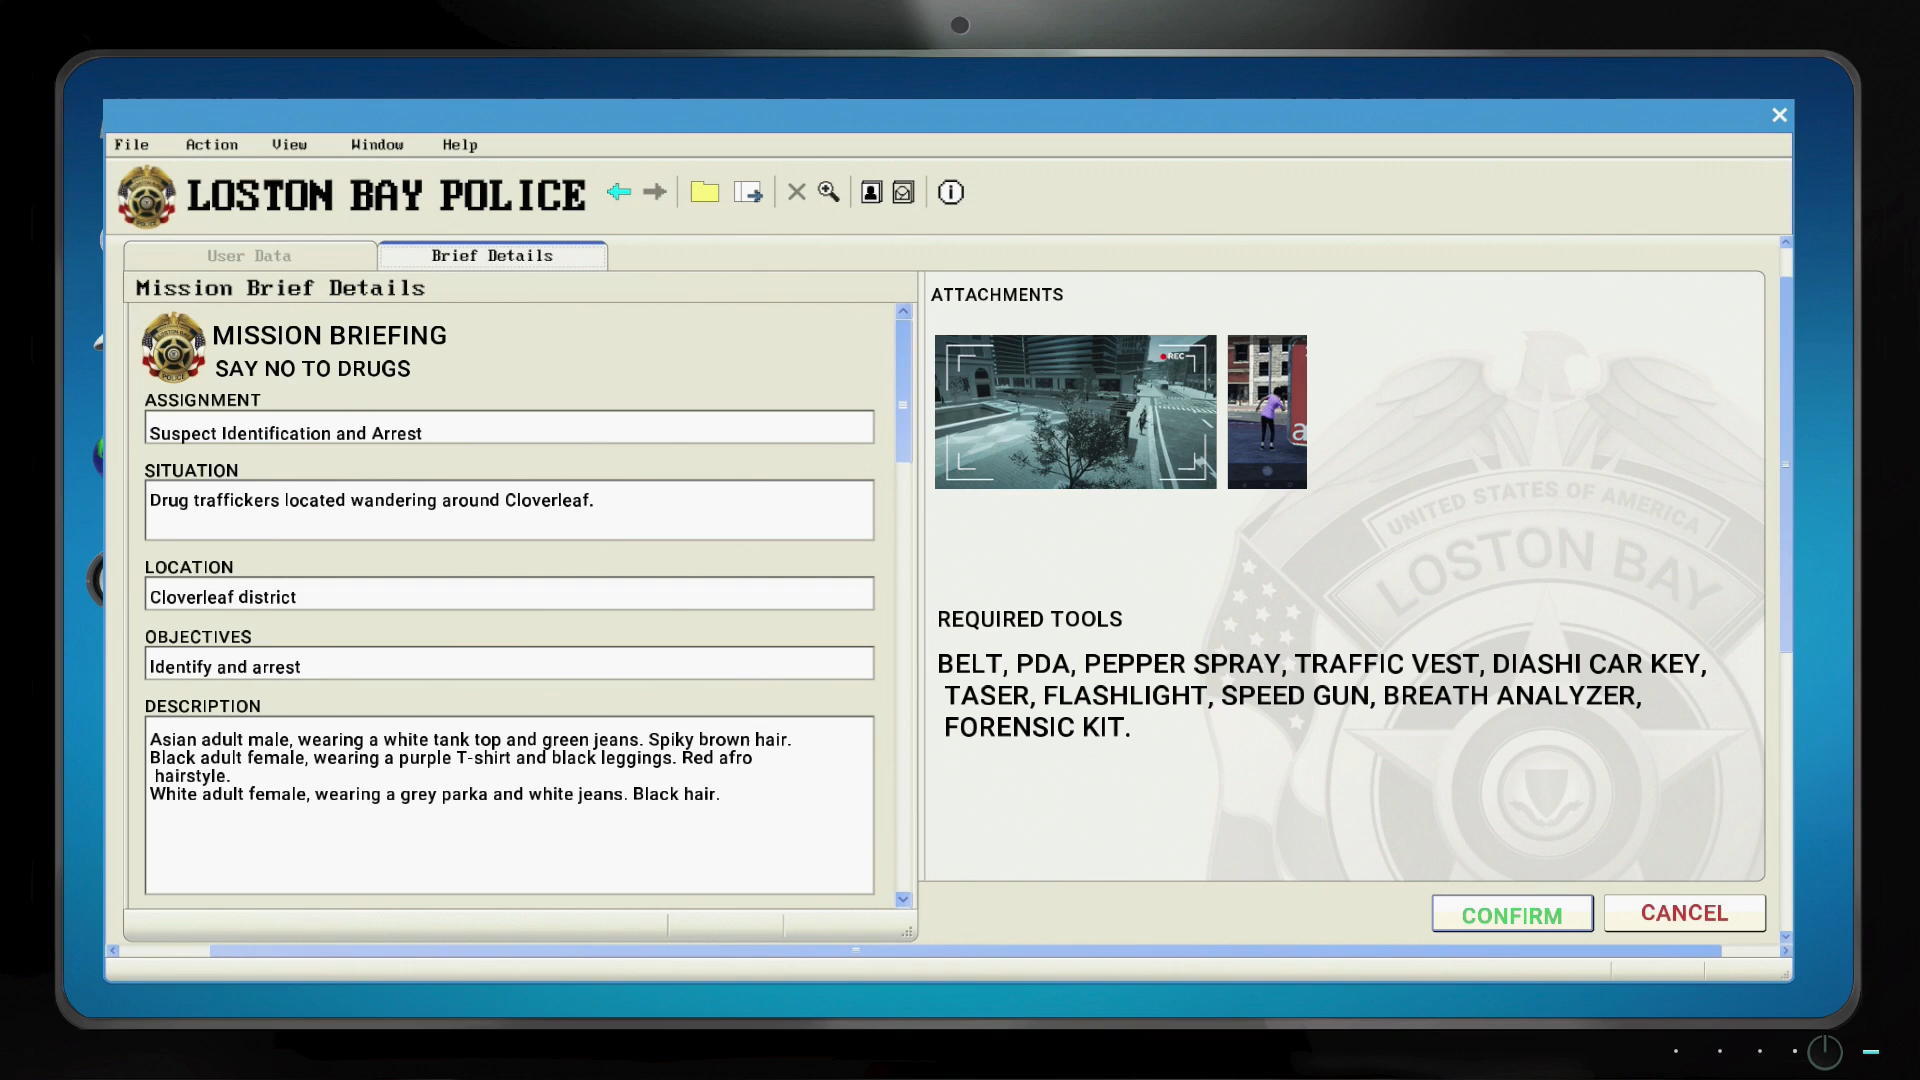 File Action View Window Help
LOSTON BAY POLICE
User Data
Brief Details
Mission Brief Details
MISSION BRIEFING
SAY NO TO DRUGS
ASSIGNMENT
Suspect Identification and Arrest
SITUATION
Drug traffickers located wandering around Cloverleaf.
LOCATION
Cloverleaf district
OBJECTIVES
Identify and arrest
DESCRIPTION
Asian adult male, wearing a white tank top and green jeans. Spiky brown hair.
Black adult female, wearing a purple T-shirt and black leggings. Red afro
hairstyle.
White adult female, wearing a grey parka and white jeans. Black hair.
ATTACHMENTS
REC
a
UNITED STATES OF AMERICA
LOSTON BAY
REQUIRED TOOLS
BELT, PDA, PEPPER SPRAY, TRAFFIC VEST, DIASHI CAR KEY,
TASER, FLASHLIGHT, SPEED GUN, BREATH ANALYZER,
FORENSIC KIT.
CONFIRM
CANCEL